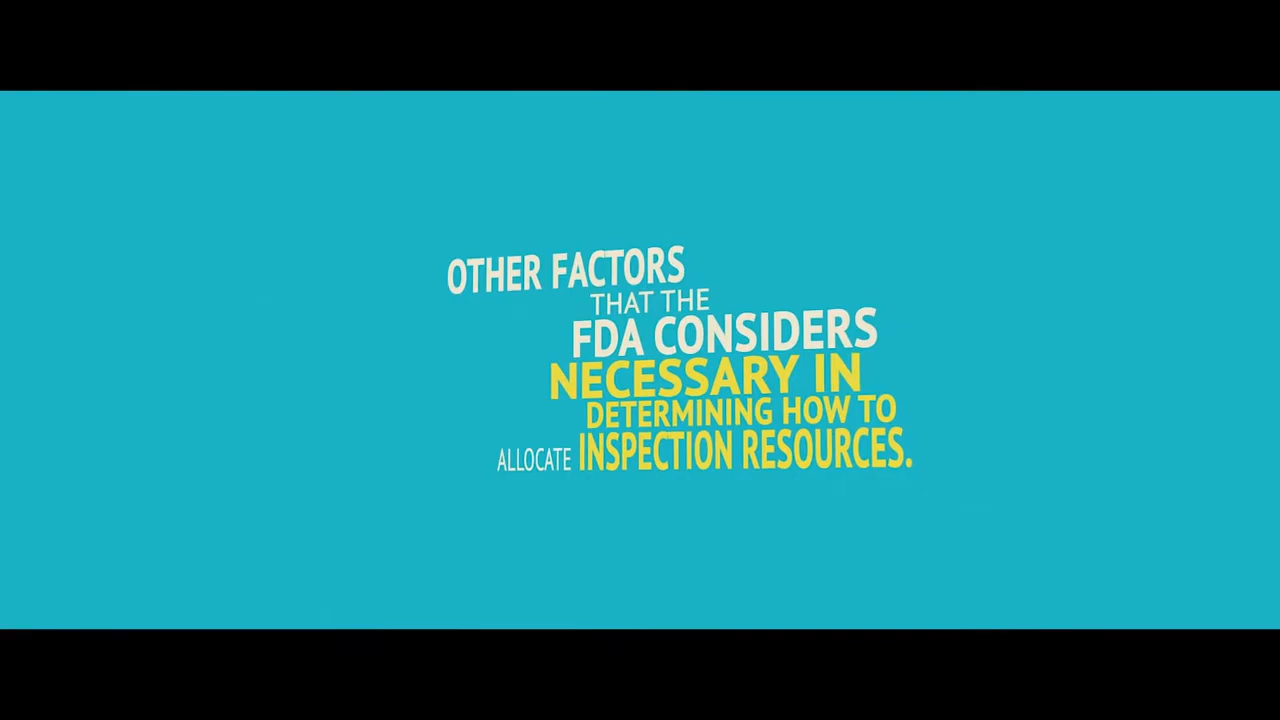 OTHER FACTORS
THAT THE
FDA CONSIDERS
NECESSARY IN
DETERMINING HOW TO
ALLOCATE INSPECTION RESOURCES.